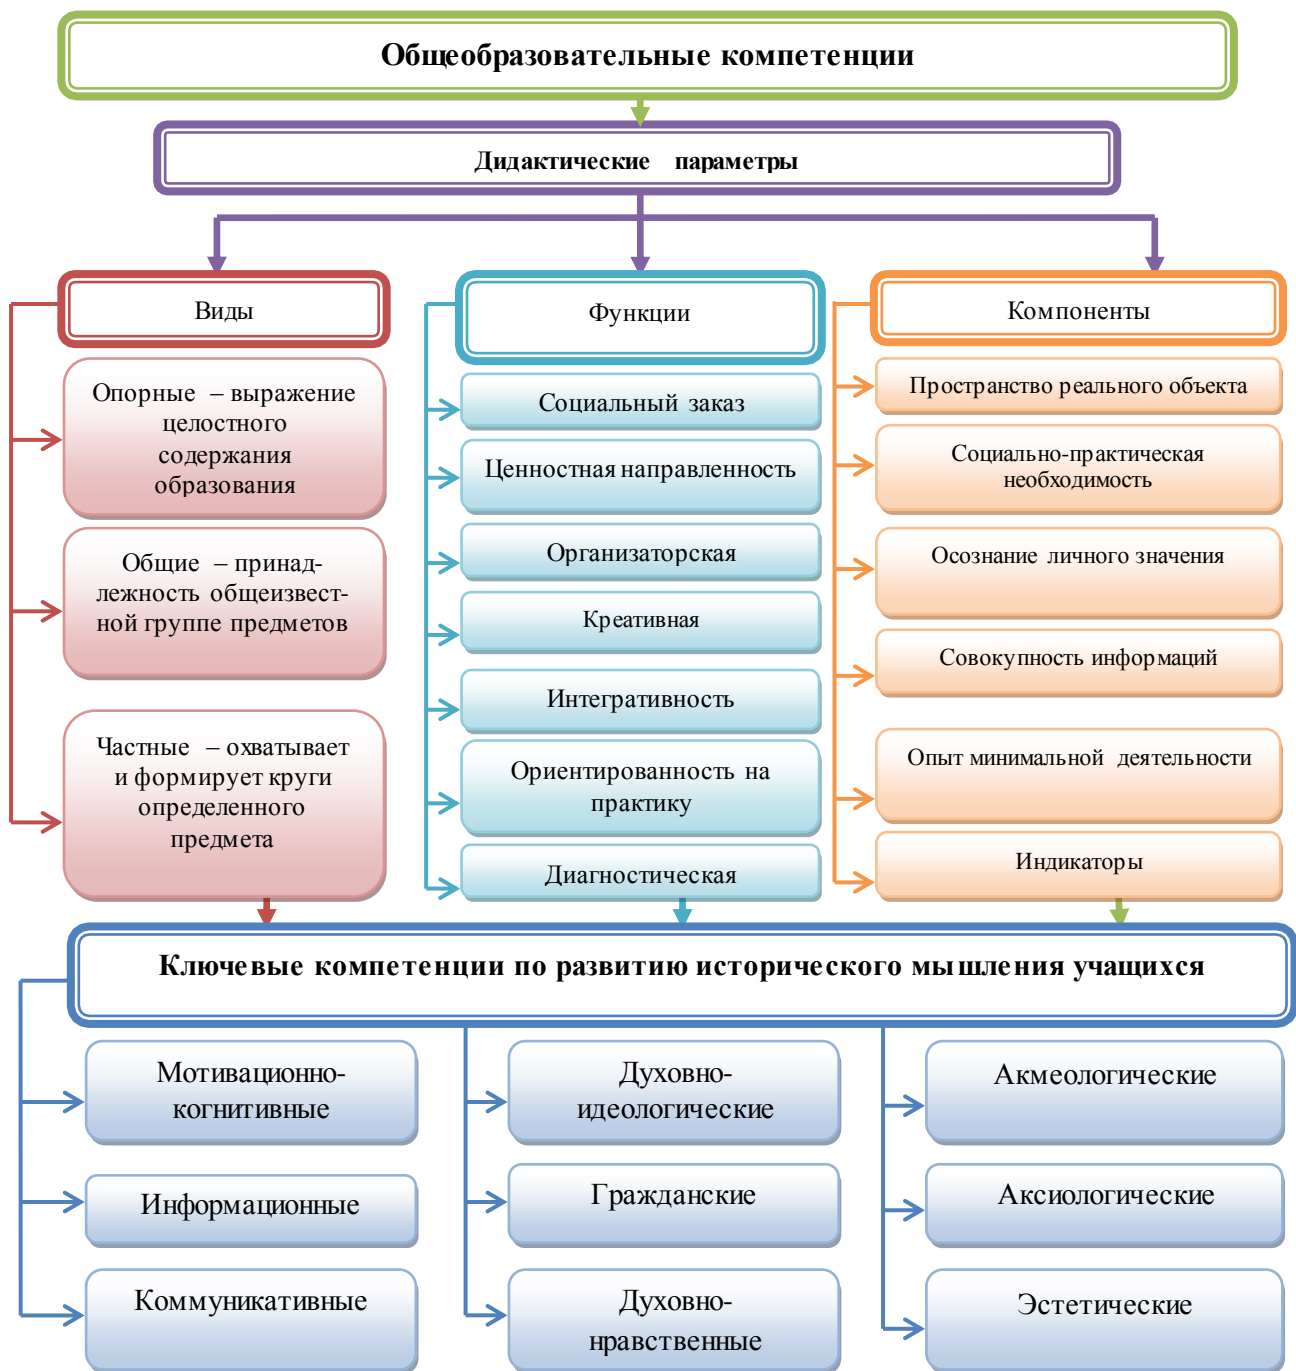 Общеобразовательные компетенции
Дидактические параметры
Виды
Опорные – выражение
целостного
содержания
образования
Общие – принад-
лежность общеизвест-
ной группе предметов
Частные – охватывает
и формирует круги
определенного
предмета
Функции
Социальный заказ
Ценностная направленность
Организаторская
Креативная
Интегративность
Ориентированность на
практику
Диагностическая
Компоненты
Пространство реального объекта
Социально-практическая
необходимость
Осознание личного значения
Совокупность информаций
Опыт минимальной деятельности
Индикаторы
Ключевые компетенции по развитию исторического мышления учащихся
Мотивационно-
когнитивные
Информационные
Коммуникативные
Духовно-
идеологические
Гражданские
Духовно-
нравственные
Акмеологические
Аксиологические
Эстетические